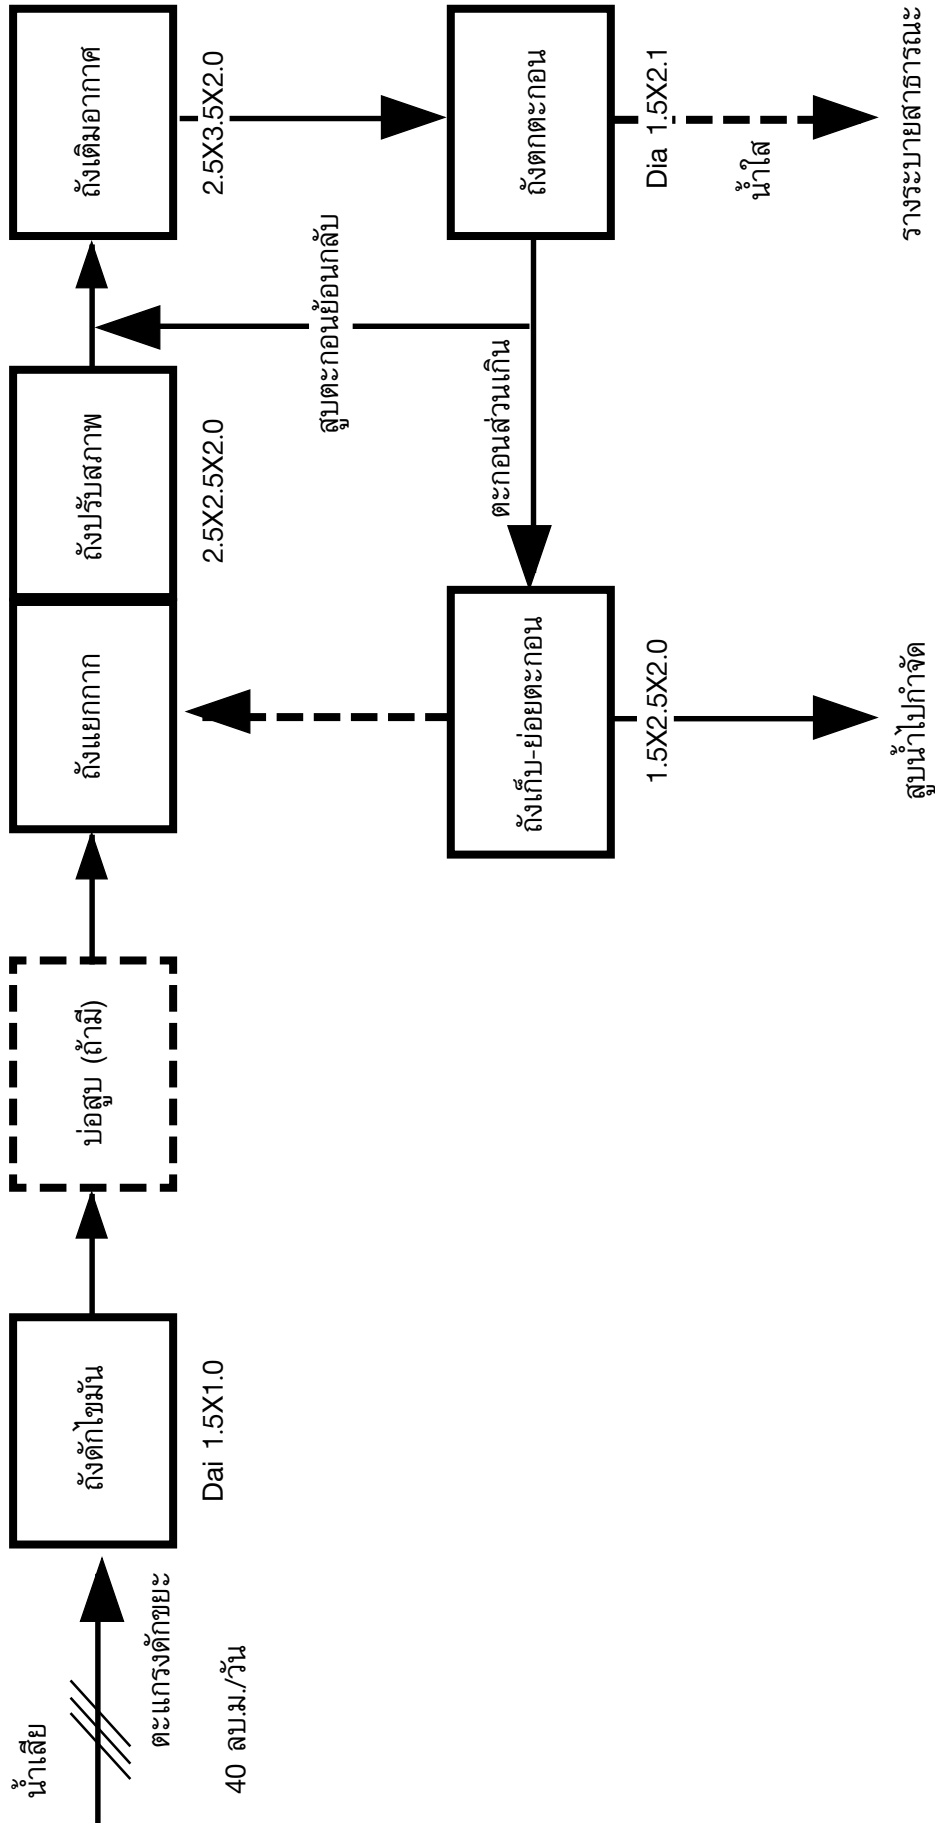 น้ำเสีย
ตะแกรงดักขยะ
40 ลบ.ม./วัน
ถังดักไขมัน
Dai 1.5X1.0
บ่อสูบ (ถ้ามี)
ถังแยกกาก
ถังปรับสภาพ
2.5X2.5X2.0
ถังเติมอากาศ
2.5X3.5X2.0
สูบตะกอนย้อนกลับ
ตะกอนส่วนเกิน
ถังเก็บ-ย่อยตะกอน
1.5X2.5X2.0
ถังตกตะกอน
Dia 1.5X2.1
น้ำใส
สูบน้ำไปกำจัด
รางระบายสาธารณะ